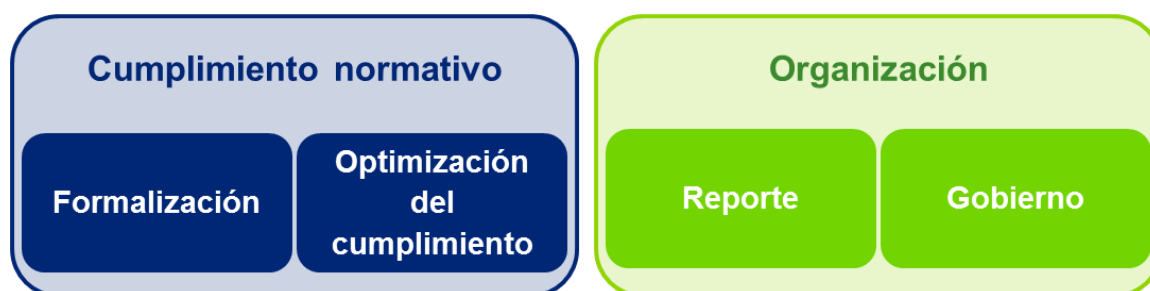 Cumplimiento normativo
Formalización
Optimización
del
cumplimiento
Organización
Reporte
Gobierno